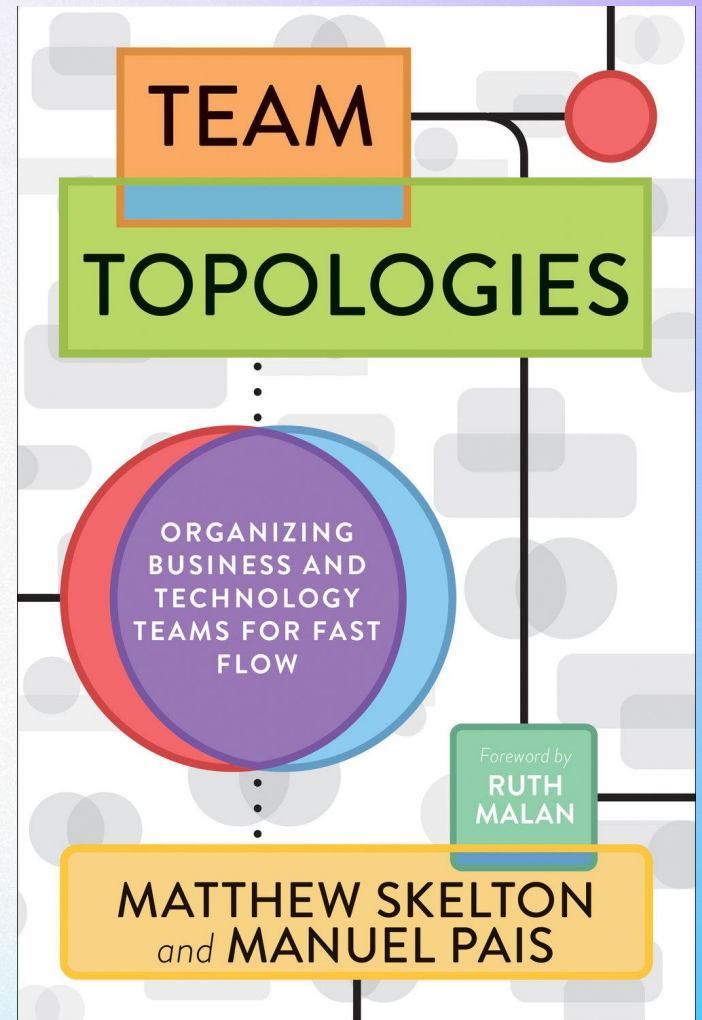 TEAM
TOPOLOGIES
ORGANIZING
BUSINESS AND
TECHNOLOGY
TEAMS FOR FAST
FLOW
Foreword by
RUTH
MALAN
MATTHEW SKELTON
and MANUEL PAIS